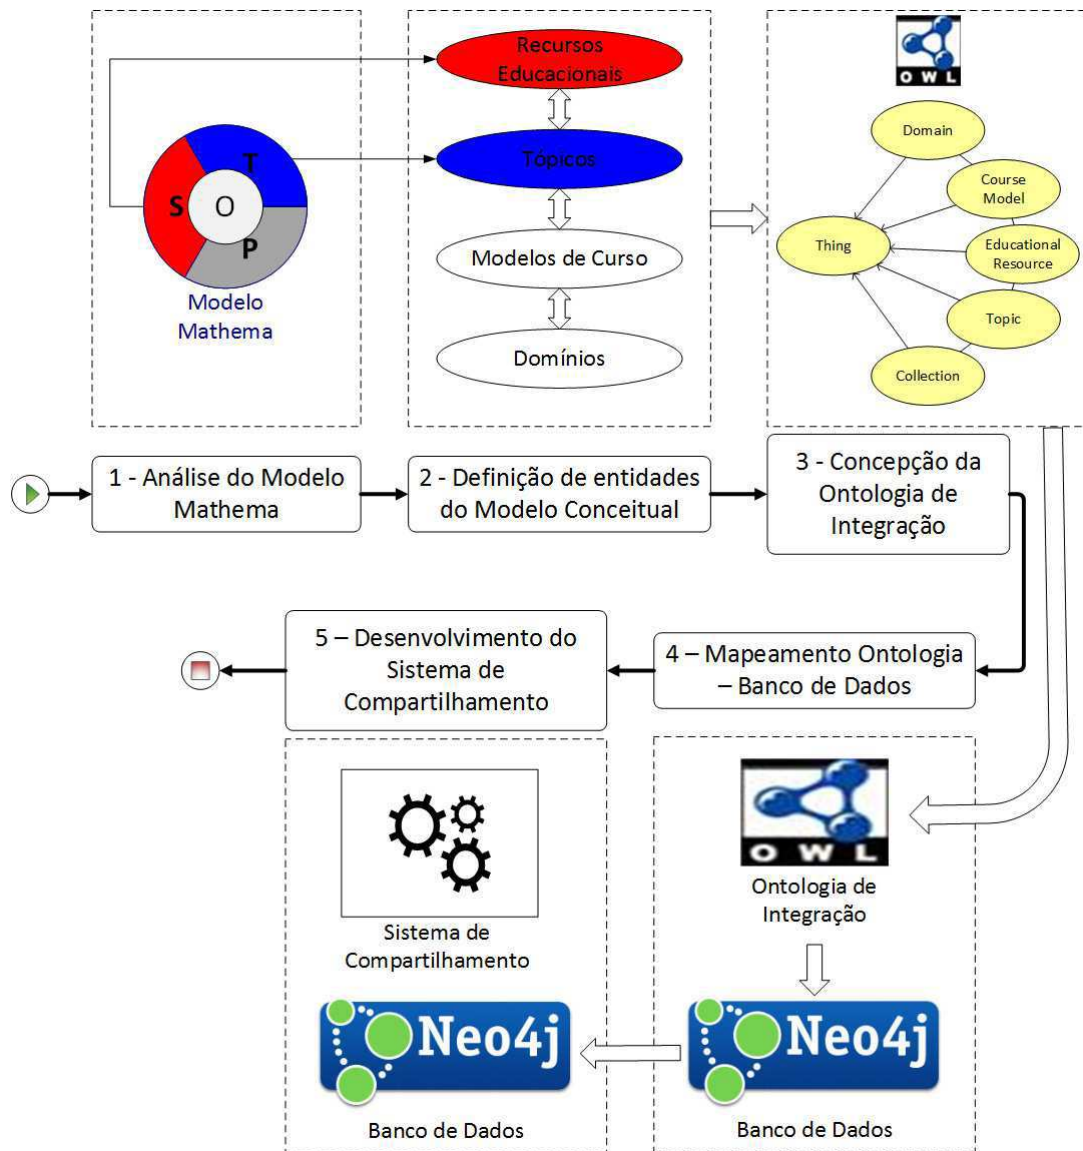 T
S
O
P
Modelo
Mathema
Recursos
Educacionais
Tópicos
Modelos de Curso
Domínios
OWL
Domain
Course
Model
Thing
Educational
Resource
Topic
Collection
1 - Análise do Modelo
Mathema
2 - Definição de entidades
do Modelo Conceitual
3 - Concepção da
Ontologia de
Integração
4 – Mapeamento Ontologia
– Banco de Dados
5 – Desenvolvimento do
Sistema de
Compartilhamento
Sistema de
Compartilhamento
Neo4j
Banco de Dados
OWL
Ontologia de
Integração
Neo4j
Banco de Dados